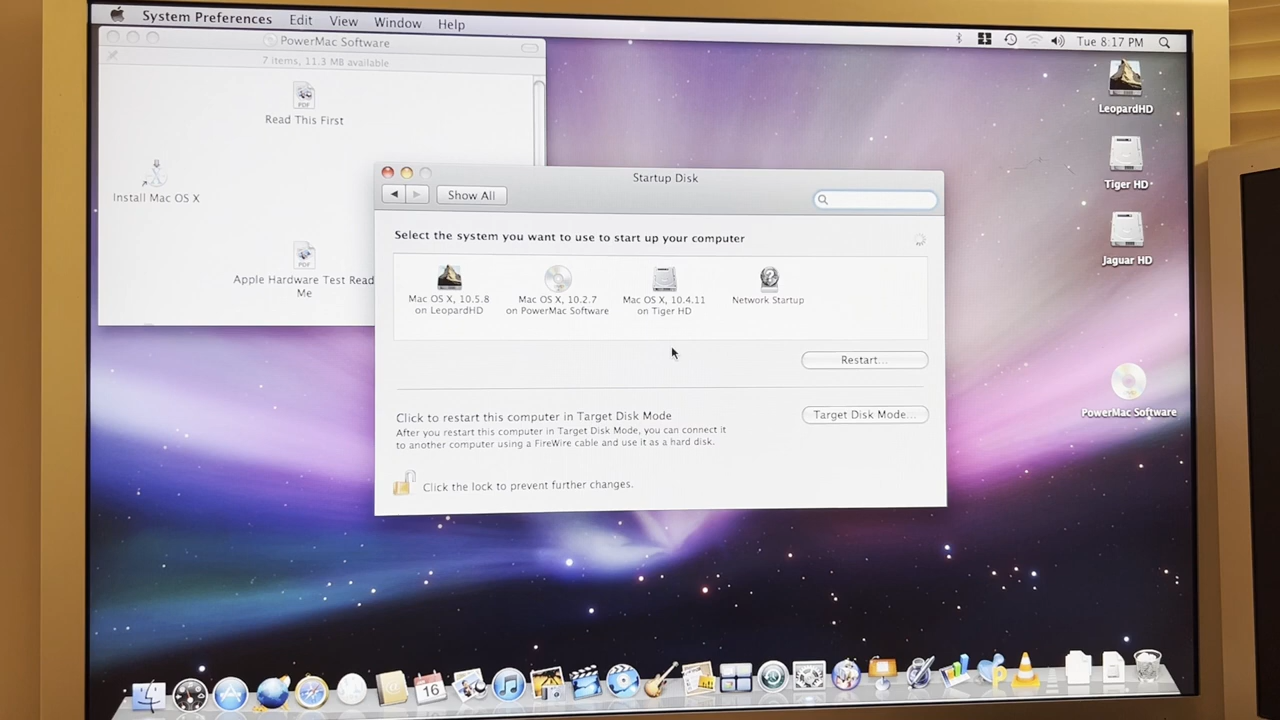 System Preferences Edit View Window Help
Tue 8:17 PM
PowerMac Software
7 items, 11.3 MB available
PDF
Read This First
Install Mac OS X
PDF
Apple Hardware Test Read
Me
Startup Disk
Show All
Select the system you want to use to start up your computer
Mac OS X, 10.5.8
on LeopardHD
Mac OS X, 10.2.7
on PowerMac Software
Mac OS X, 10.4.11
on Tiger HD
Network Startup
Restart...
Click to restart this computer in Target Disk Mode
Target Disk Mode...
After you restart this computer in Target Disk Mode, you can connect it
to another computer using a FireWire cable and use it as a hard disk.
Click the lock to prevent further changes.
LeopardHD
Tiger HD
Jaguar HD
PowerMac Software
16